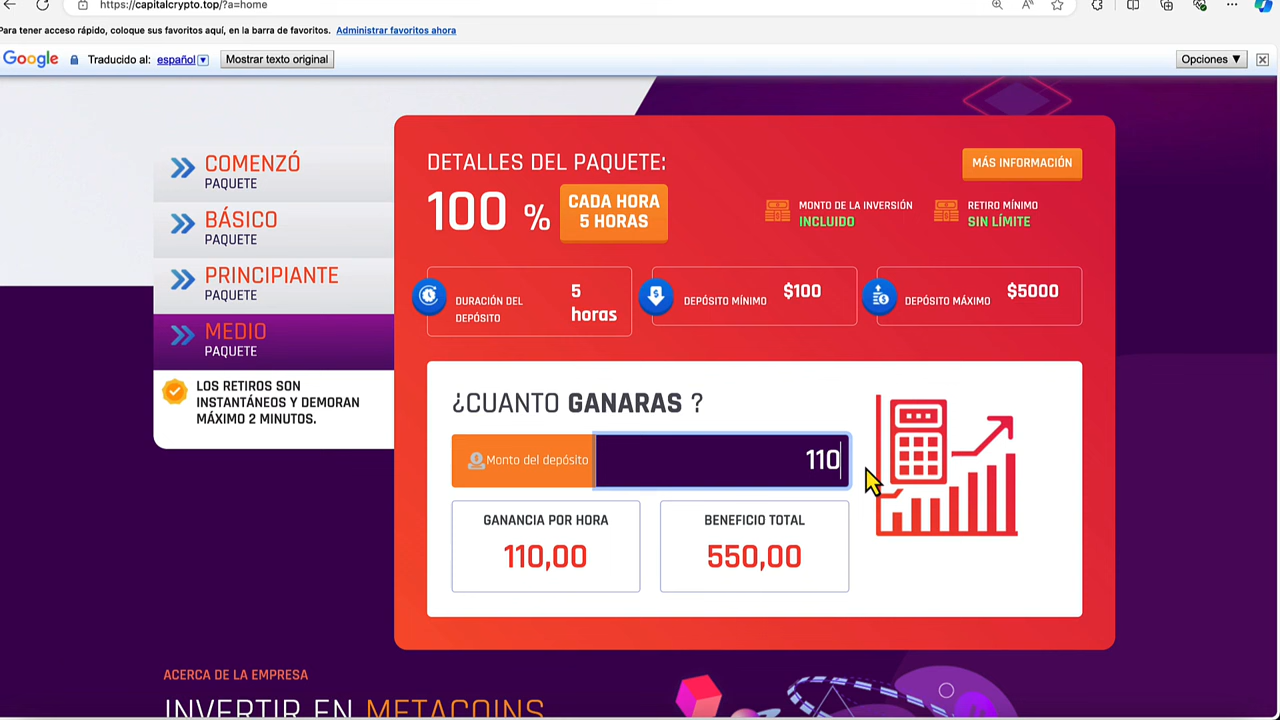 https://capitalcrypto.top/?a=home
Para tener acceso rápido, coloque sus favoritos aquí, en la barra de favoritos. Administrar favoritos ahora
Google Traducido al: español Mostrar texto original Opciones ▼
COMENZÓ
PAQUETE
BÁSICO
PAQUETE
PRINCIPIANTE
PAQUETE
MEDIO
PAQUETE
LOS RETIROS SON
INSTANTÁNEOS Y DEMORAN
MÁXIMO 2 MINUTOS.
DETALLES DEL PAQUETE:
MÁS INFORMACIÓN
100 %
CADA HORA
5 HORAS
MONTO DE LA INVERSIÓN
INCLUIDO
RETIRO MÍNIMO
SIN LÍMITE
DURACIÓN DEL
DEPÓSITO
5
horas
DEPÓSITO MÍNIMO
$100
DEPÓSITO MÁXIMO
$5000
¿CUANTO GANARAS ?
Monto del depósito
110
GANANCIA POR HORA
110,00
BENEFICIO TOTAL
550,00
ACERCA DE LA EMPRESA
INVERTIR EN METACOINS